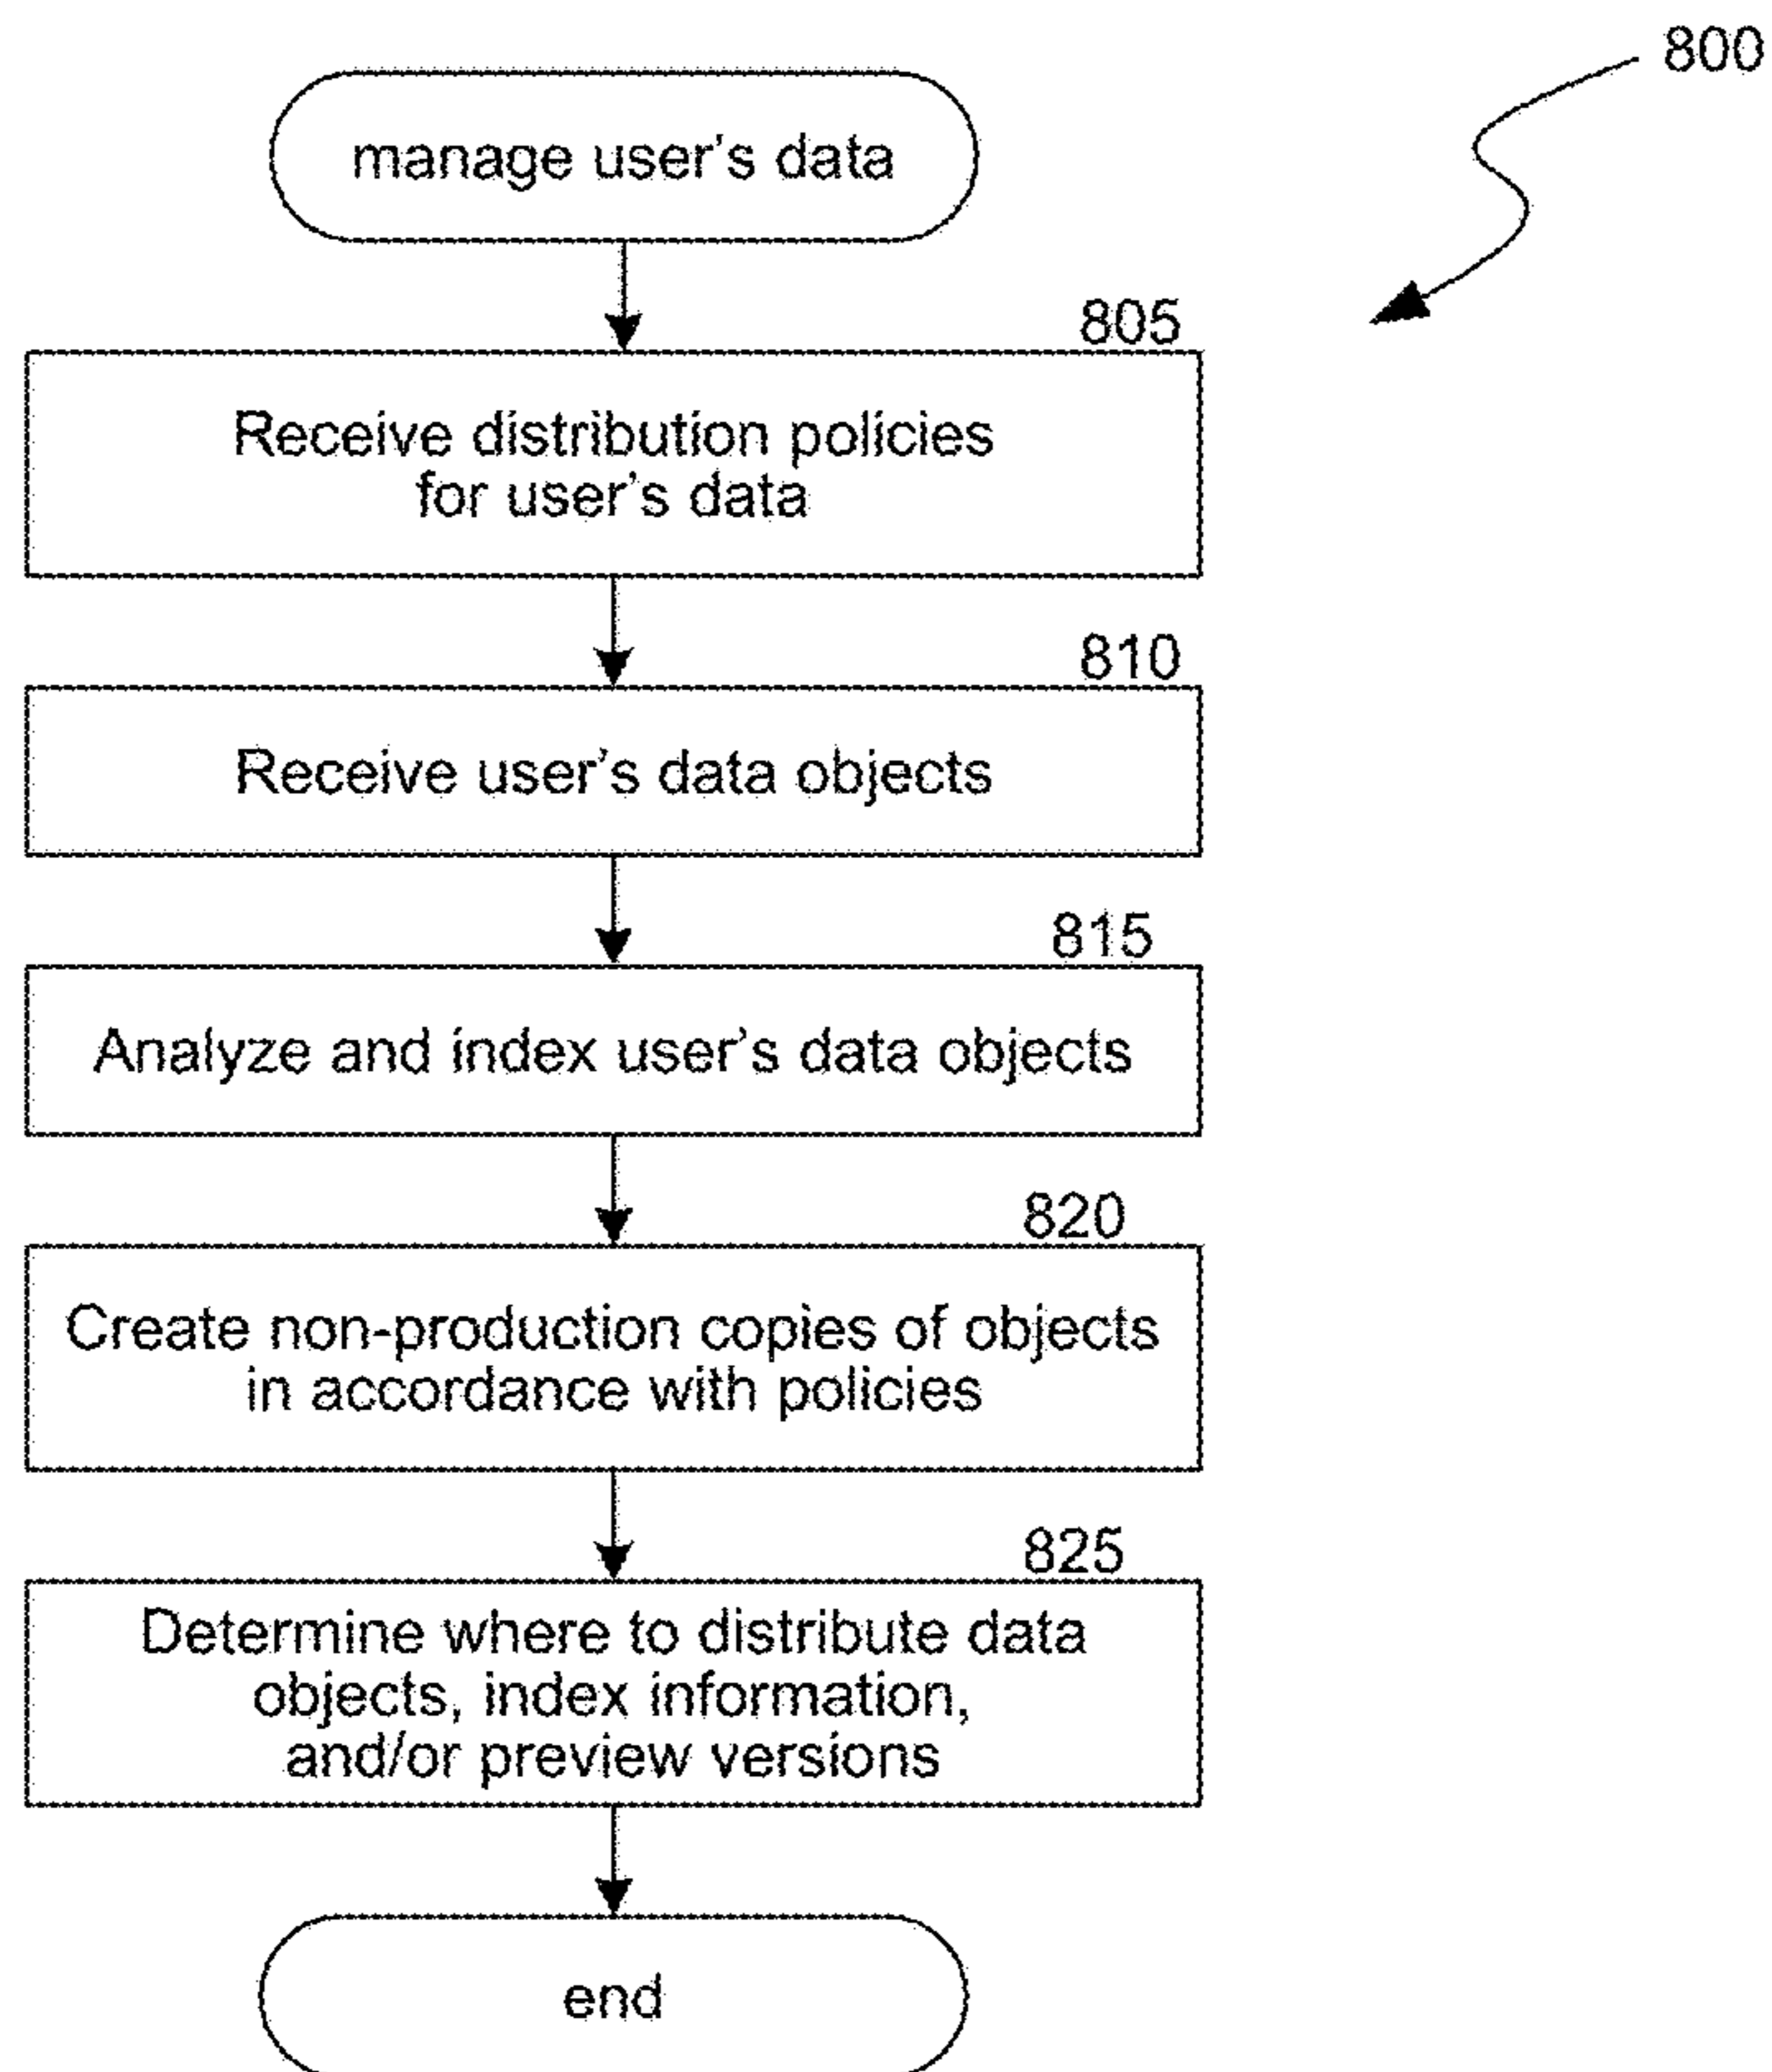 800
manage user's data
805
Receive distribution policies
for user's data
810
Receive user's data objects
815
Analyze and index user's data objects
820
Create non-production copies of objects
in accordance with policies
825
Determine where to distribute data
objects, index information,
and/or preview versions
end